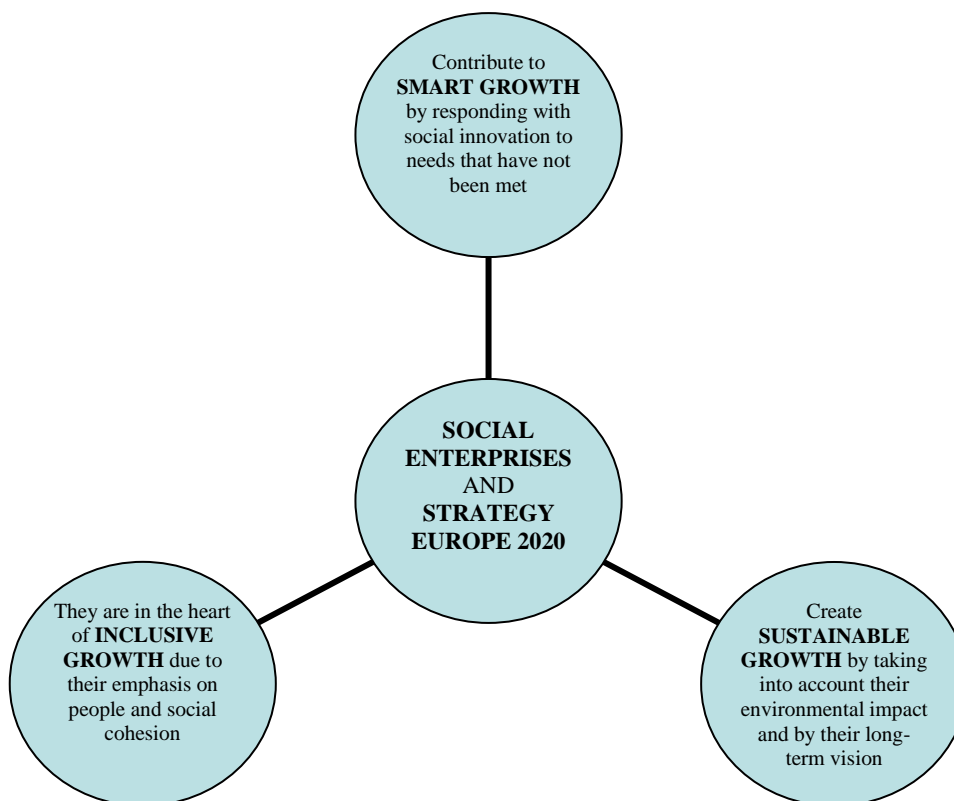 Contribute to
SMART GROWTH
by responding with
social innovation to
needs that have not
been met
SOCIAL
ENTERPRISES
AND
STRATEGY
EUROPE 2020
They are in the heart
of INCLUSIVE
GROWTH due to
their emphasis on
people and social
cohesion
Create
SUSTAINABLE
GROWTH by taking
into account their
environmental impact
and by their long-
term vision